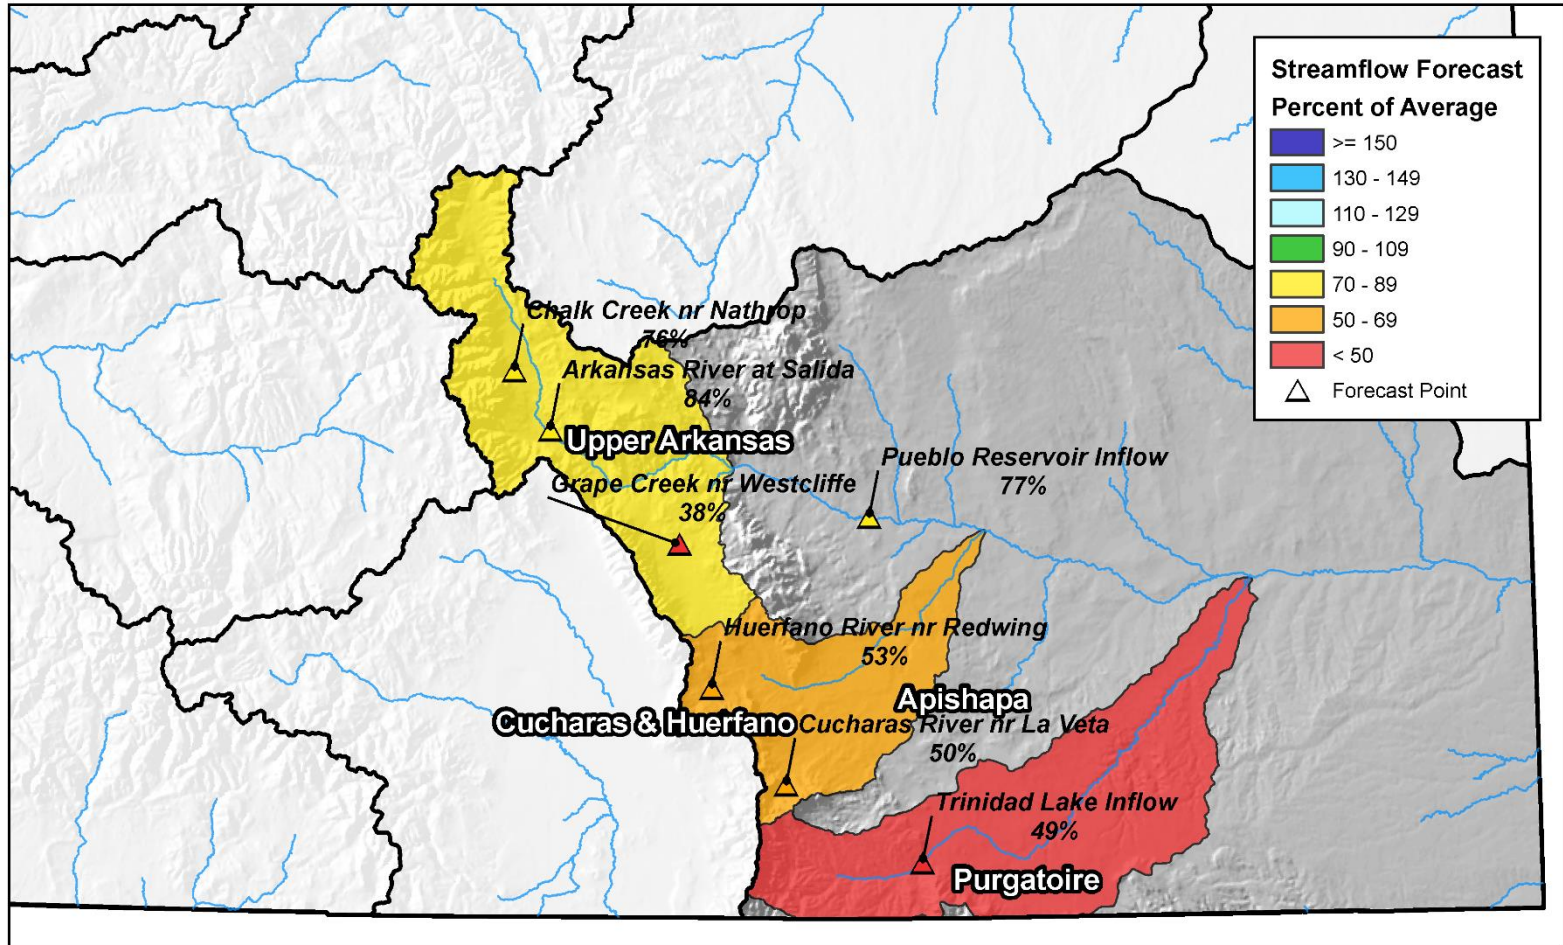 Streamflow Forecast
Percent of Average
>= 150
130 - 149
110 - 129
90 - 109
70 - 89
50 - 69
< 50
Forecast Point
Chalk Creek nr Nathrop
76%
Arkansas River at Salida
84%
Upper Arkansas
Pueblo Reservoir Inflow
77%
Grape Creek nr Westcliffe
38%
Huerfano River nr Redwing
53%
Apishapa
Cucharas & Huerfano
Cucharas River nr La Veta
50%
Trinidad Lake Inflow
49%
Purgatoire